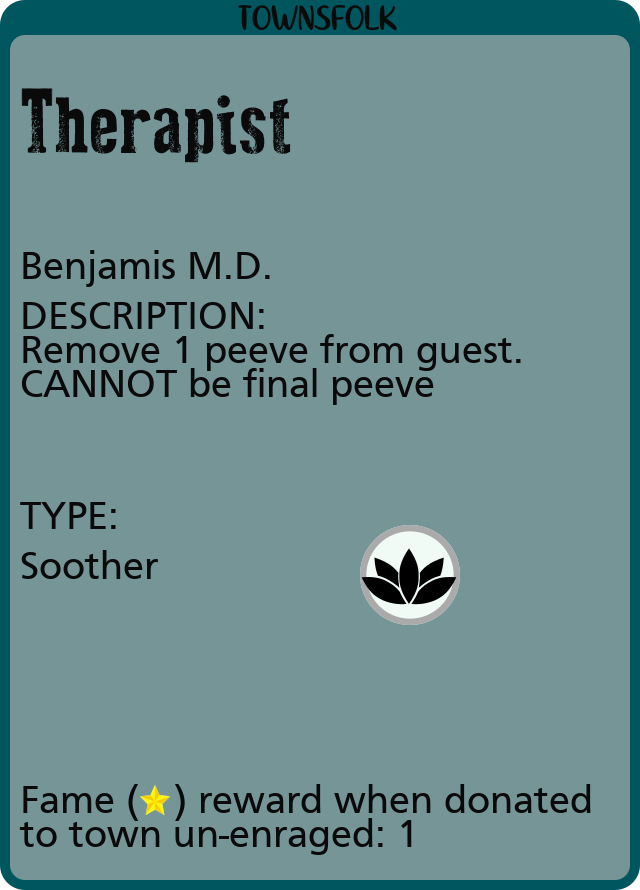 TOWNSFOLK
Therapist
Benjamis M.D.
DESCRIPTION:
Remove 1 peeve from guest.
CANNOT be final peeve
TYPE:
Soother
Fame (⭐) reward when donated
to town un-enraged: 1